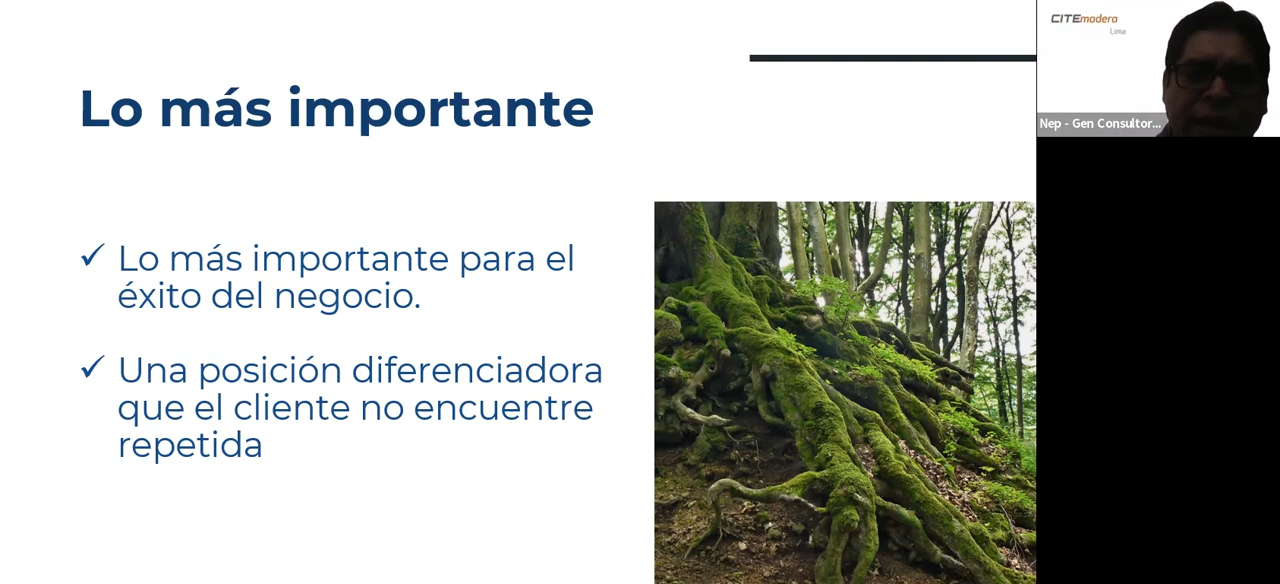 Lo más importante
✓ Lo más importante para el
éxito del negocio.
✓ Una posición diferenciadora
que el cliente no encuentre
repetida
CITEmadera
Lima
Nep - Gen Consultor...